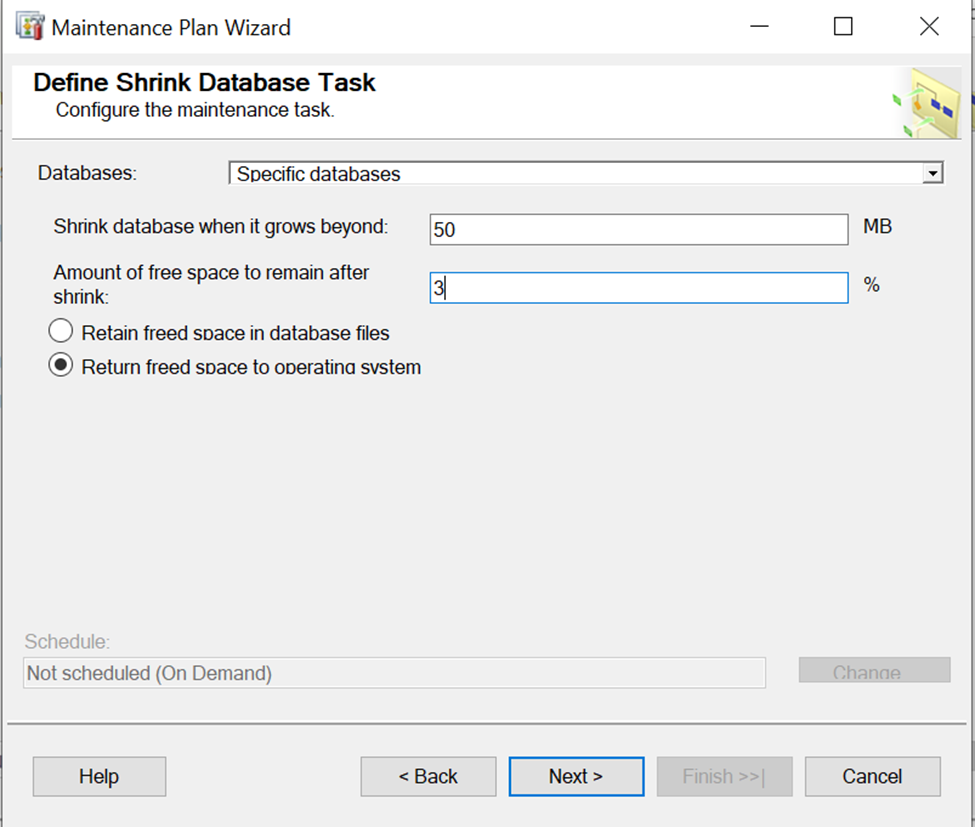 Maintenance Plan Wizard
Define Shrink Database Task
Configure the maintenance task.
Databases: Specific databases
Shrink database when it grows beyond: 50 MB
Amount of free space to remain after
shrink: 3 %
Retain freed space in database files
Return freed space to operating system
Schedule:
Not scheduled (On Demand) Change
Help < Back Next > Finish >>| Cancel